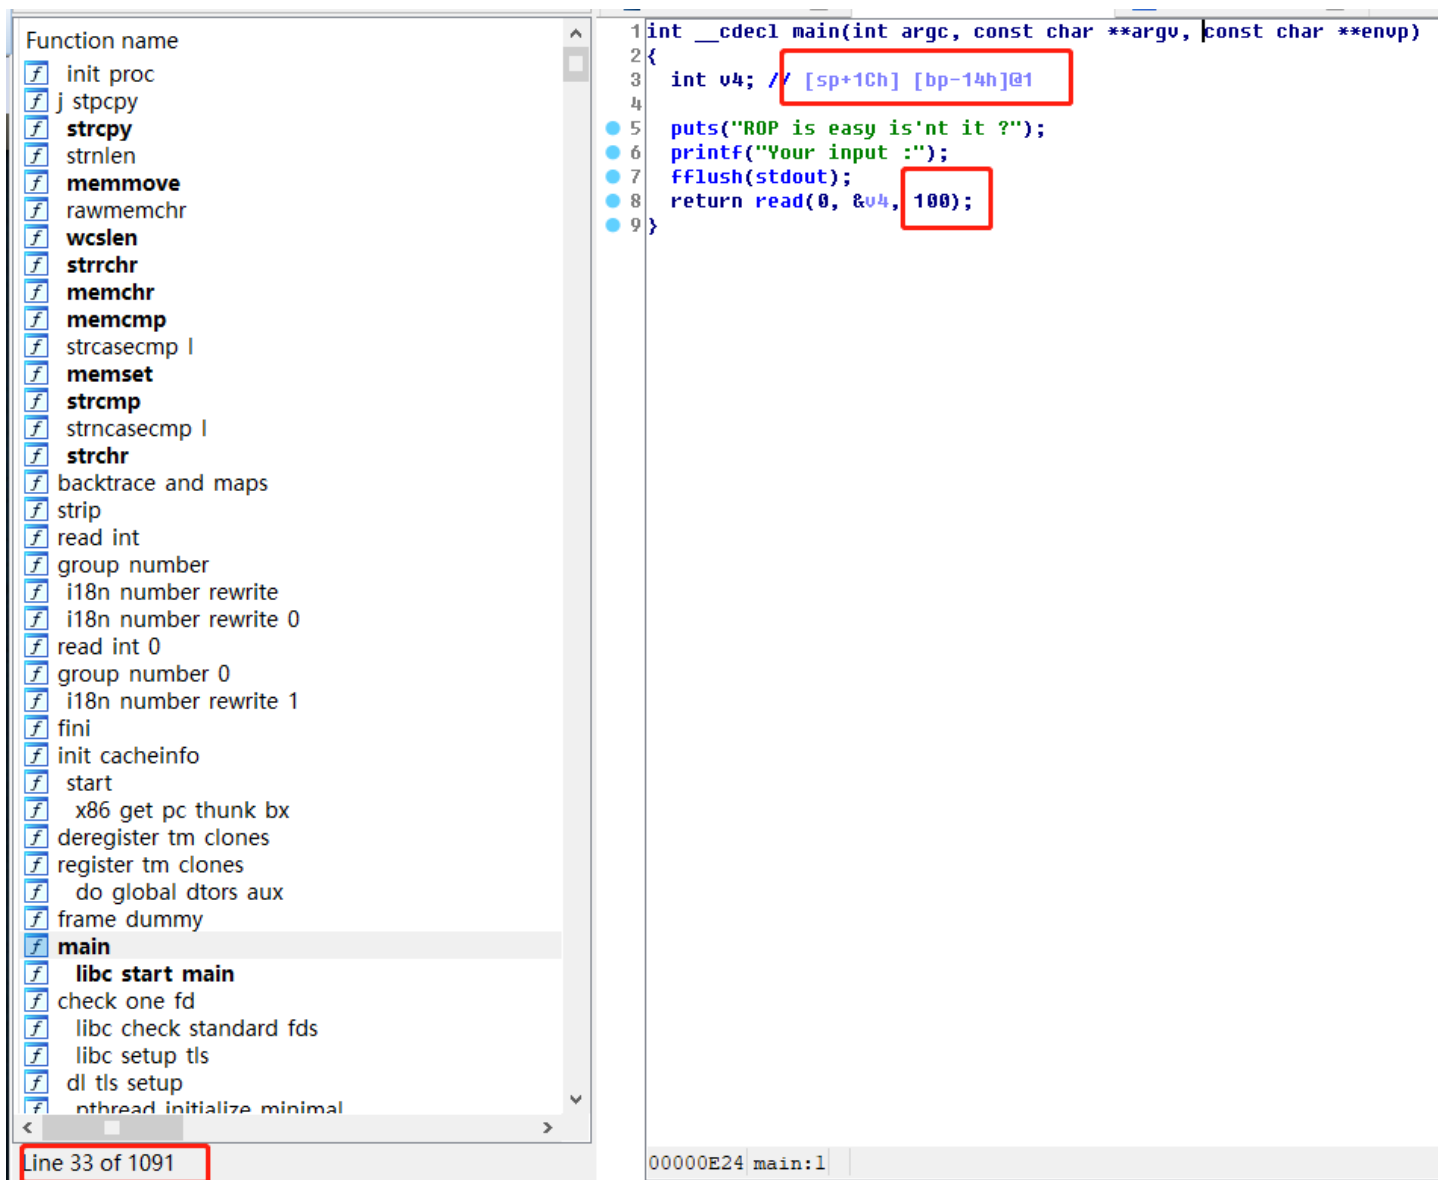 Function name
init proc
j stpcpy
strcpy
strnlen
memmove
rawmemchr
wcslen
strrchr
memchr
memcmp
strcasecmp l
memset
strcmp
strncasecmp l
strchr
backtrace and maps
strip
read int
group number
i18n number rewrite
i18n number rewrite 0
read int 0
group number 0
i18n number rewrite 1
fini
init cacheinfo
start
x86 get pc thunk bx
deregister tm clones
register tm clones
do global dtors aux
frame dummy
main
libc start main
check one fd
libc check standard fds
libc setup tls
dl tls setup
pthread initialize minimal
Line 33 of 1091
1 int __cdecl main(int argc, const char **argv, const char **envp)
2 {
3 int v4; // [sp+1Ch] [bp-14h]@1
4
5 puts("ROP is easy is'nt it ?");
6 printf("Your input :");
7 fflush(stdout);
8 return read(0, &v4, 100);
9 }
00000E24 main:1